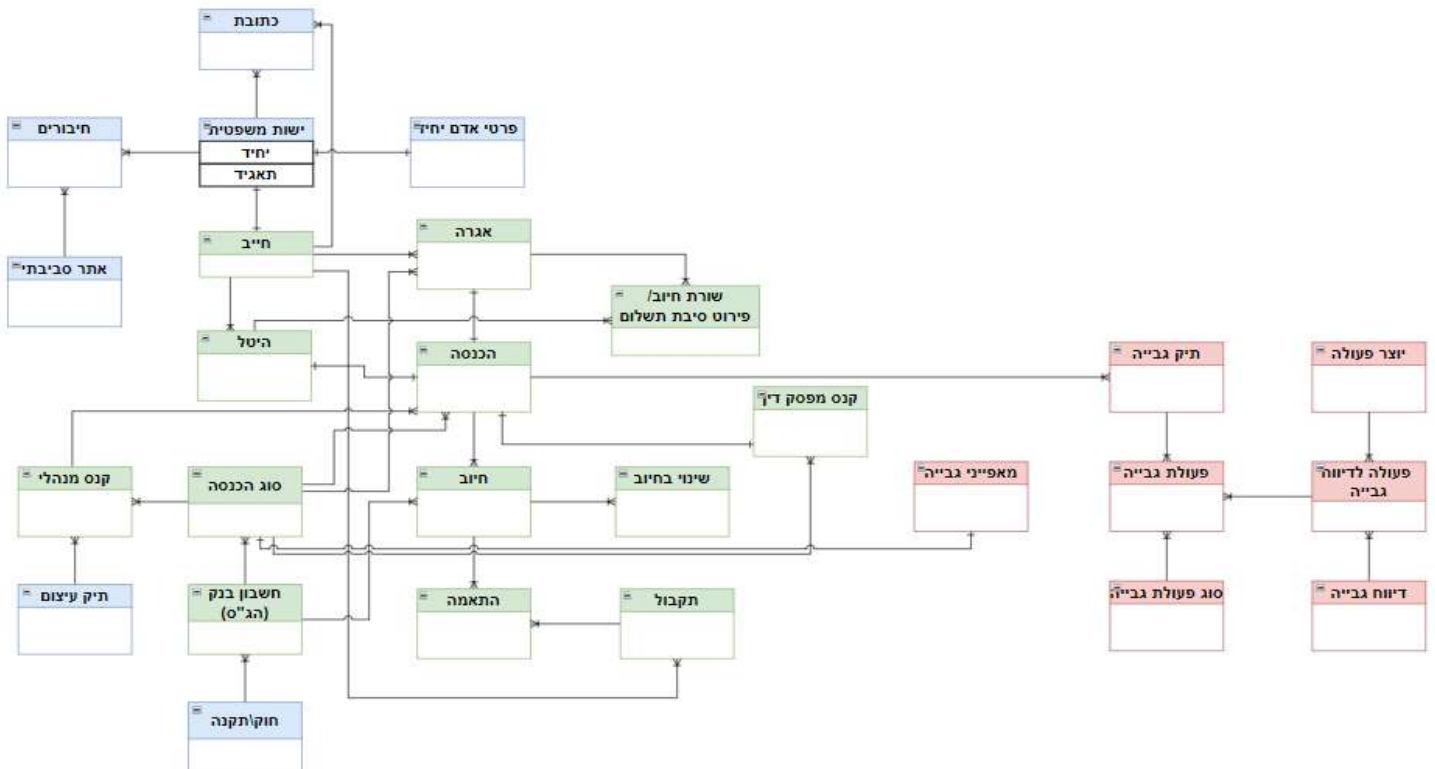 כתובת
חיבורים
ישות משפטית
פרטי אדם יחיד
יחיד
תאגיד
אגרה
חייב
אתר סביבתי
שורת חיוב/
פירוט סיבת תשלום
היטל
הכנסה
תיק גבייה
יוצר פעולה
קנס מפסק דין
קנס מנהלי
סוג הכנסה
חיוב
שינוי בחיוב
מאפייני גבייה
פעולת גבייה
פעולה לדיווח
גבייה
תיק עיצום
חשבון בנק
(הג"ס)
התאמה
תקבול
סוג פעולת גבייה
דיווח גבייה
חוק\תקנה